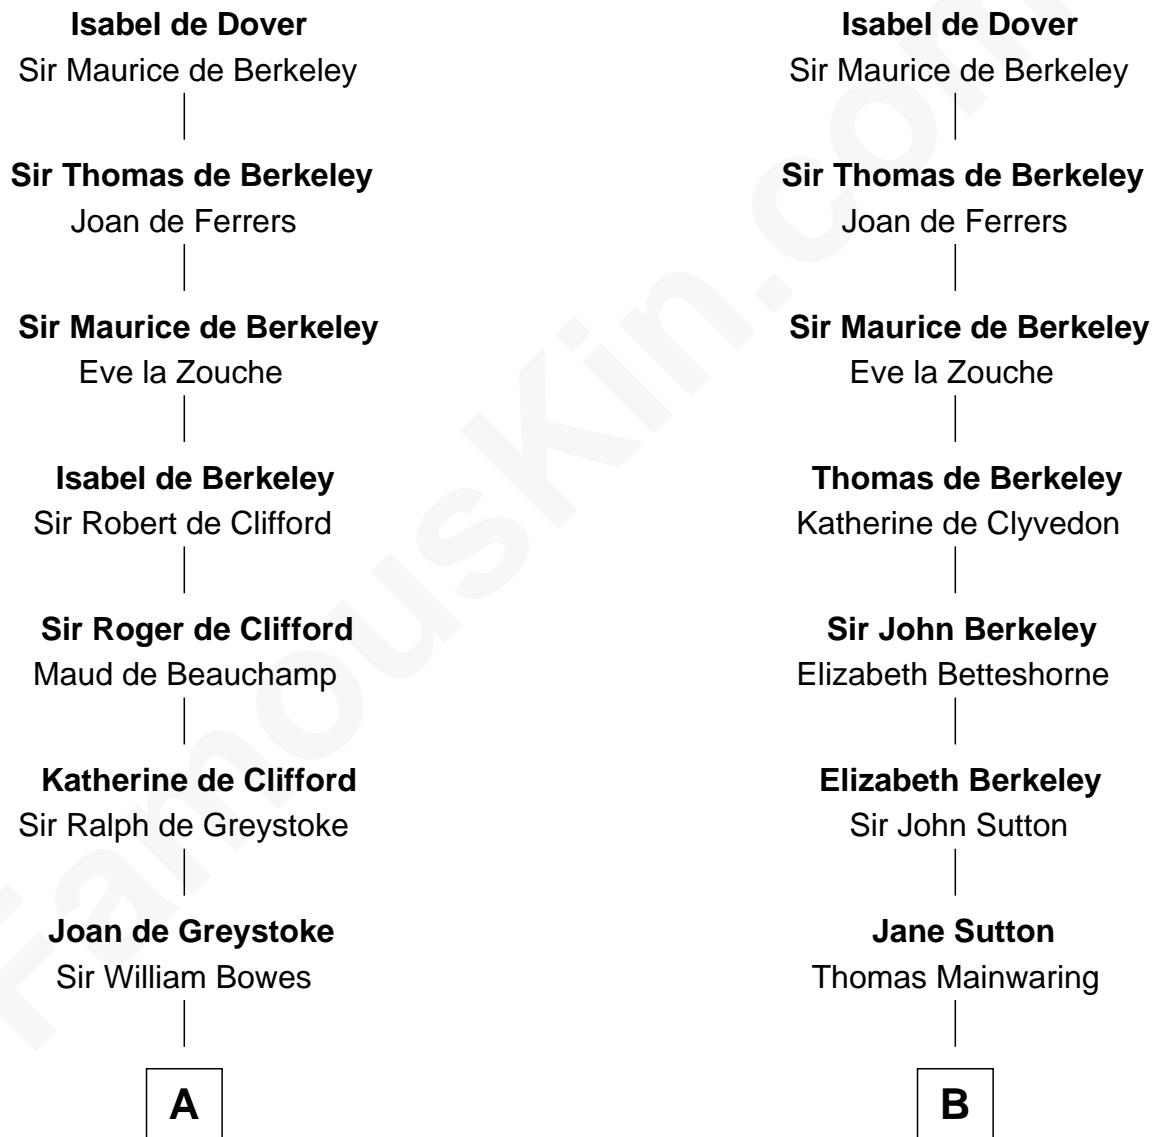 Isabel de Dover
Sir Maurice de Berkeley
Sir Thomas de Berkeley
Joan de Ferrers
Sir Maurice de Berkeley
Eve la Zouche
Isabel de Berkeley
Sir Robert de Clifford
Sir Roger de Clifford
Maud de Beauchamp
Katherine de Clifford
Sir Ralph de Greystoke
Joan de Greystoke
Sir William Bowes
A
Isabel de Dover
Sir Maurice de Berkeley
Sir Thomas de Berkeley
Joan de Ferrers
Sir Maurice de Berkeley
Eve la Zouche
Thomas de Berkeley
Katherine de Clyvedon
Sir John Berkeley
Elizabeth Betteshorne
Elizabeth Berkeley
Sir John Sutton
Jane Sutton
Thomas Mainwaring
B
FamousKin.com